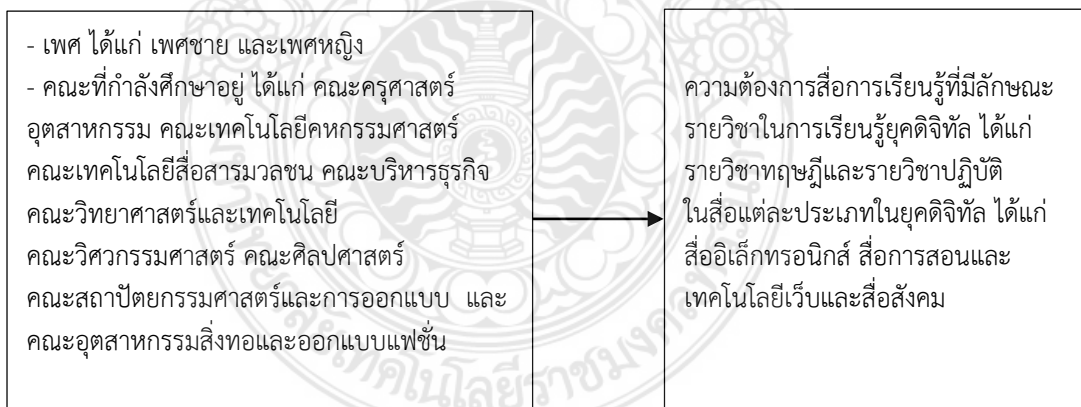 - เพศ ได้แก่ เพศชาย และเพศหญิง
- คณะที่กำลังศึกษาอยู่ ได้แก่ คณะครุศาสตร์
อุตสาหกรรม คณะเทคโนโลยีคหกรรมศาสตร์
คณะเทคโนโลยีสื่อสารมวลชน คณะบริหารธุรกิจ
คณะวิทยาศาสตร์และเทคโนโลยี
คณะวิศวกรรมศาสตร์ คณะศิลปศาสตร์
คณะสถาปัตยกรรมศาสตร์และการออกแบบ และ
คณะอุตสาหกรรมสิ่งทอและออกแบบแฟชั่น
ความต้องการสื่อการเรียนรู้ที่มีลักษณะ
รายวิชาในการเรียนรู้ยุคดิจิทัล ได้แก่
รายวิชาทฤษฎีและรายวิชาปฏิบัติ
ในสื่อแต่ละประเภทในยุคดิจิทัล ได้แก่
สื่ออิเล็กทรอนิกส์ สื่อการสอนและ
เทคโนโลยีเว็บและสื่อสังคม